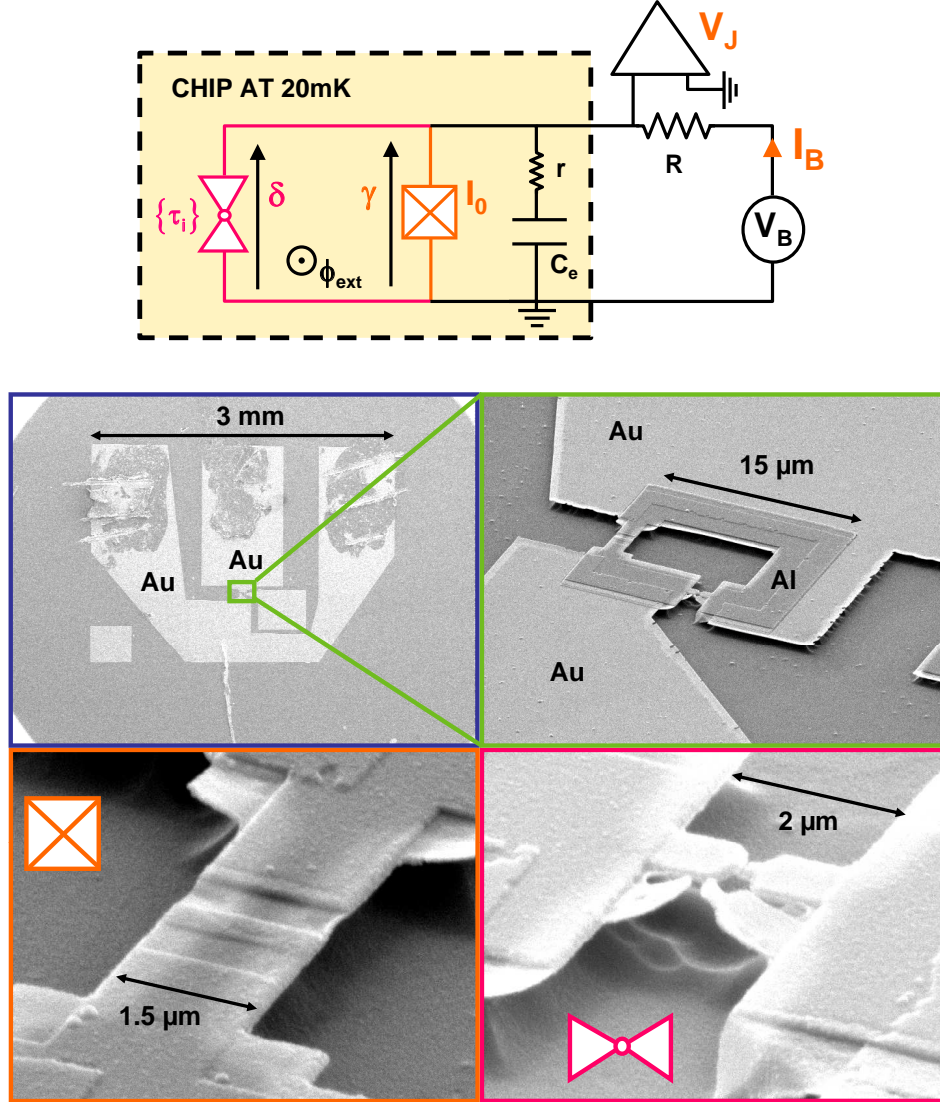 V_J
CHIP AT 20mK
I_B
R
r
{τ_i}
δ
γ
I_0
V_B
ϕ_ext
C_e
3 mm
Au
15 µm
Au
Au
Al
Au
2 µm
1.5 µm